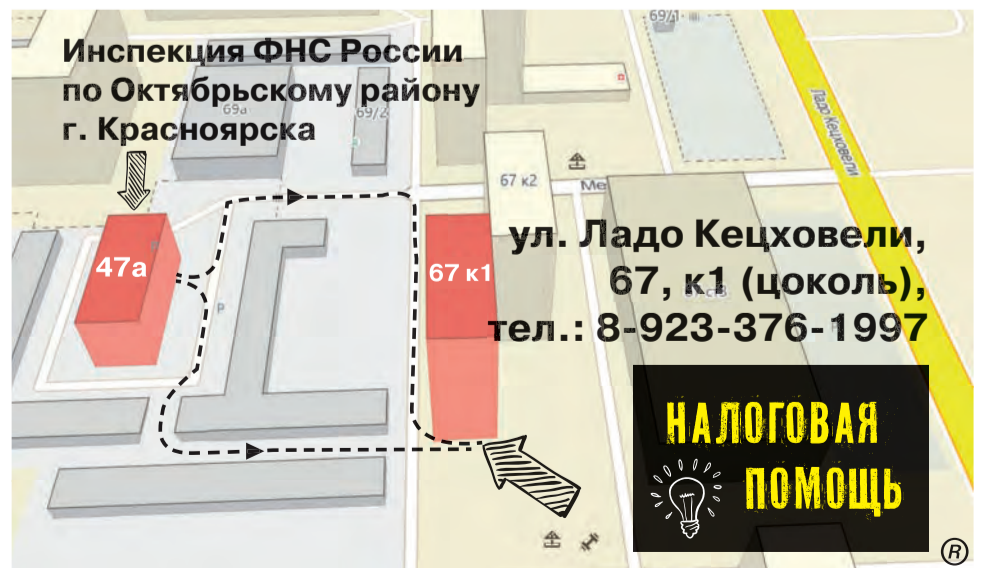 Инспекция ФНС России
по Октябрьскому району
г. Красноярска
69а
69/2
69/1
Ладо Кецховели
67 к2
Ме
47а
67 к1
P
P
ул. Ладо Кецховели,
67, к1 (цоколь),
тел.: 8-923-376-1997
НАЛОГОВАЯ
ПОМОЩЬ
®